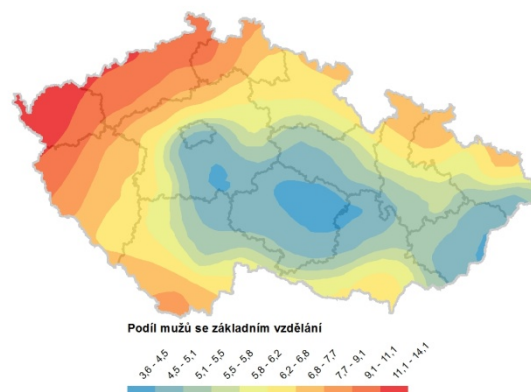 Podíl mužů se základním vzdělání
3,6 - 4,5
4,5 - 5,1
5,1 - 5,5
5,5 - 5,8
5,8 - 6,2
6,2 - 6,8
6,8 - 7,7
7,7 - 9,1
9,1 - 11,1
11,1 - 14,1